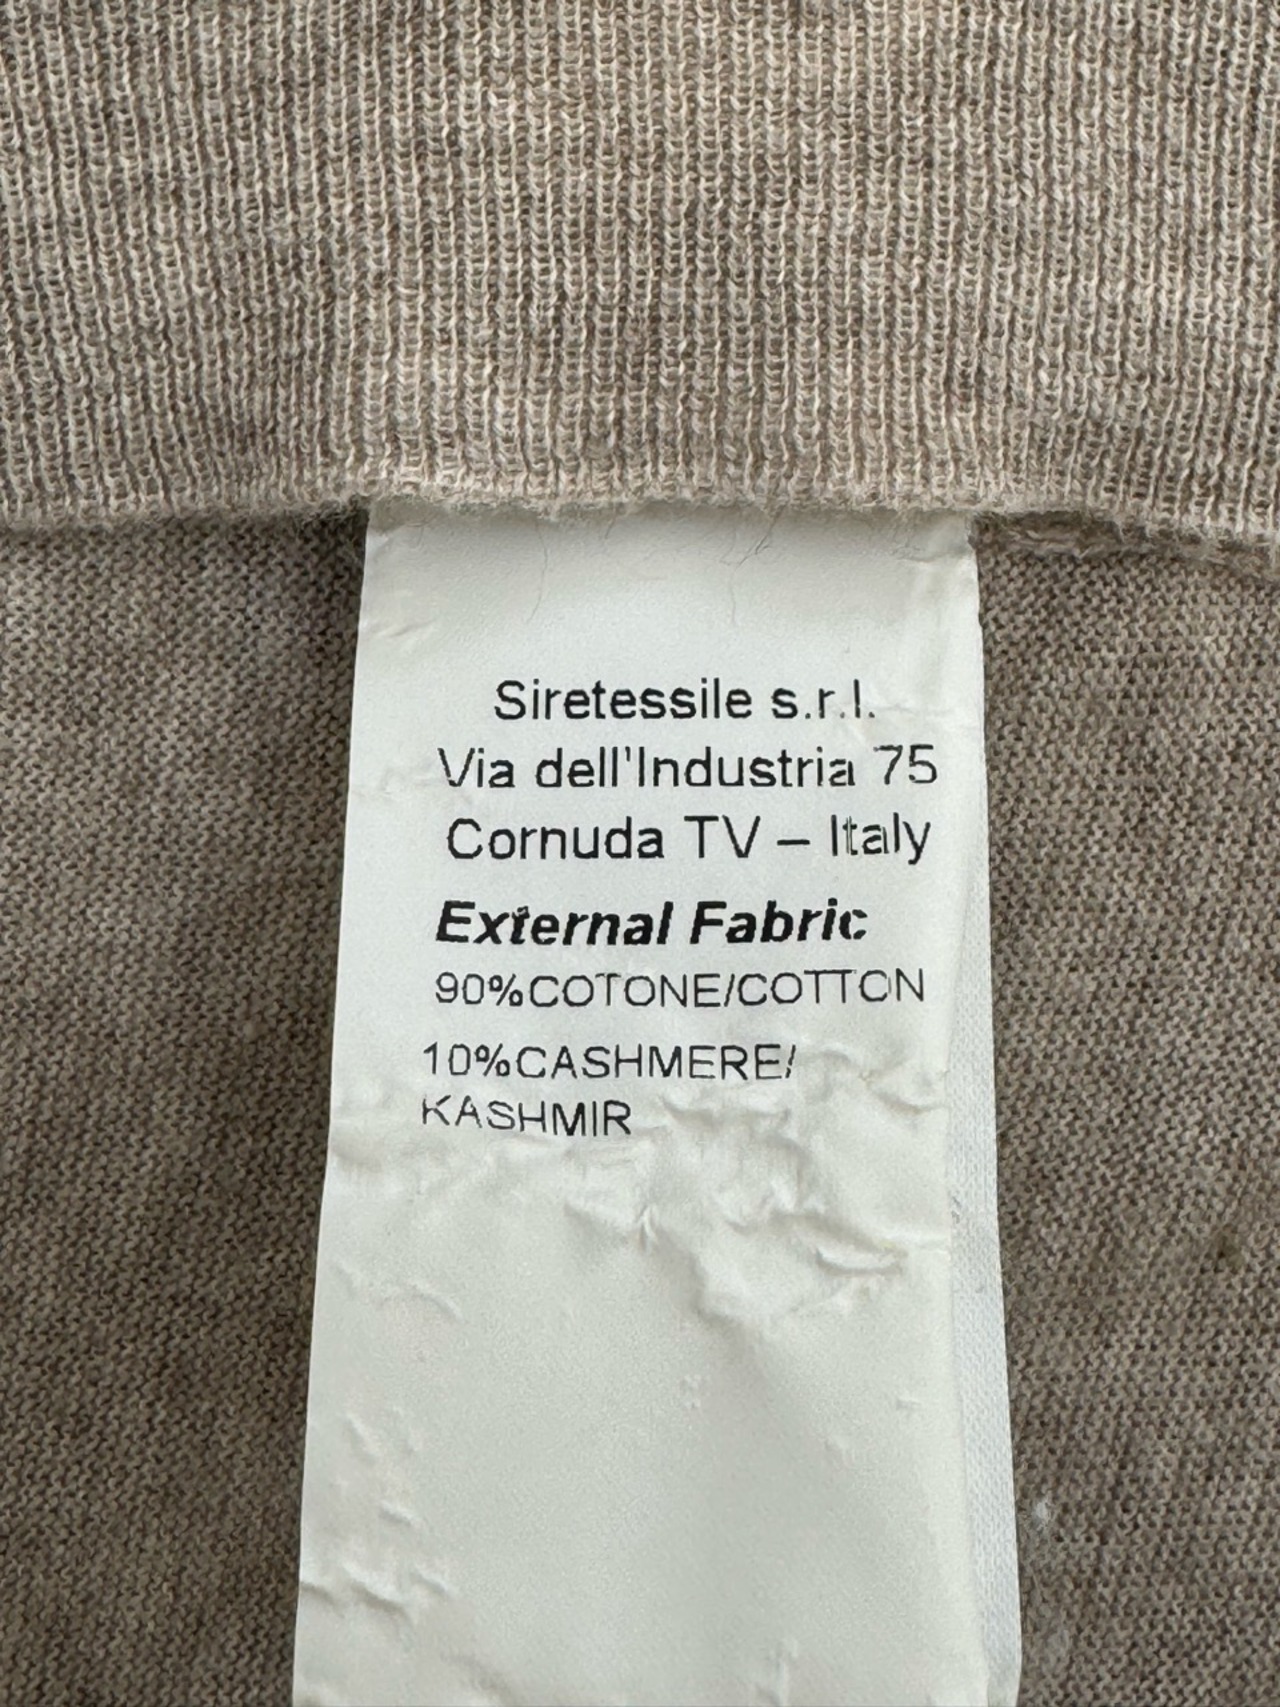 Siretessile s.r.l.
Via dell'Industria 75
Cornuda TV – Italy
External Fabric
90%COTONE/COTTON
10%CASHMERE/
KASHMIR